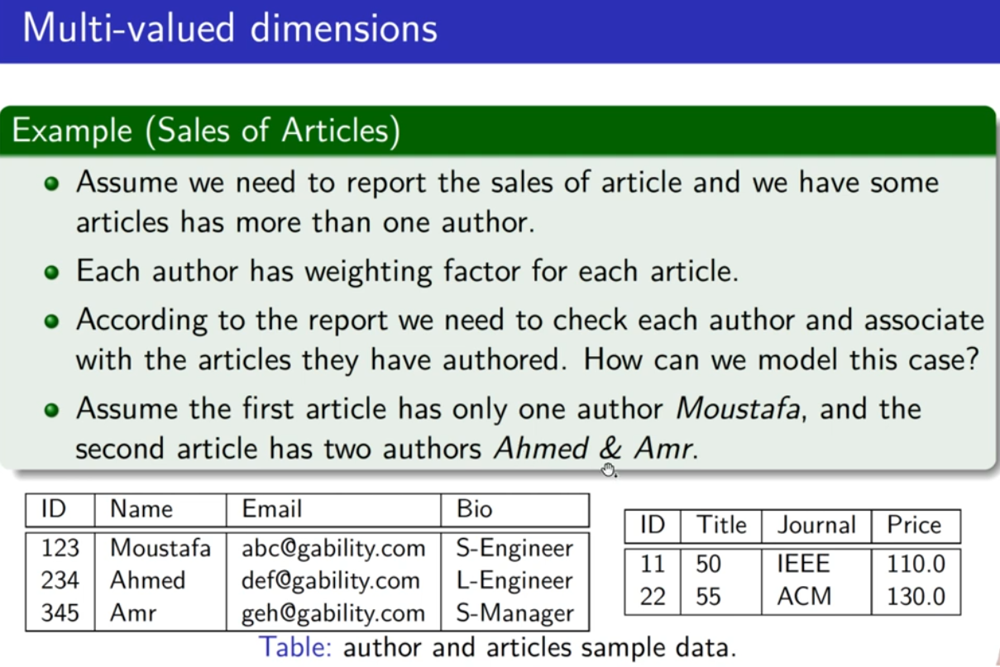 Multi-valued dimensions
Example (Sales of Articles)
Assume we need to report the sales of article and we have some
articles has more than one author.
Each author has weighting factor for each article.
According to the report we need to check each author and associate
with the articles they have authored. How can we model this case?
Assume the first article has only one author Moustafa, and the
second article has two authors Ahmed & Amr.
ID Name Email Bio
123 Moustafa abc@gability.com S-Engineer
234 Ahmed def@gability.com L-Engineer
345 Amr geh@gability.com S-Manager
ID Title Journal Price
11 50 IEEE 110.0
22 55 ACM 130.0
Table: author and articles sample data.